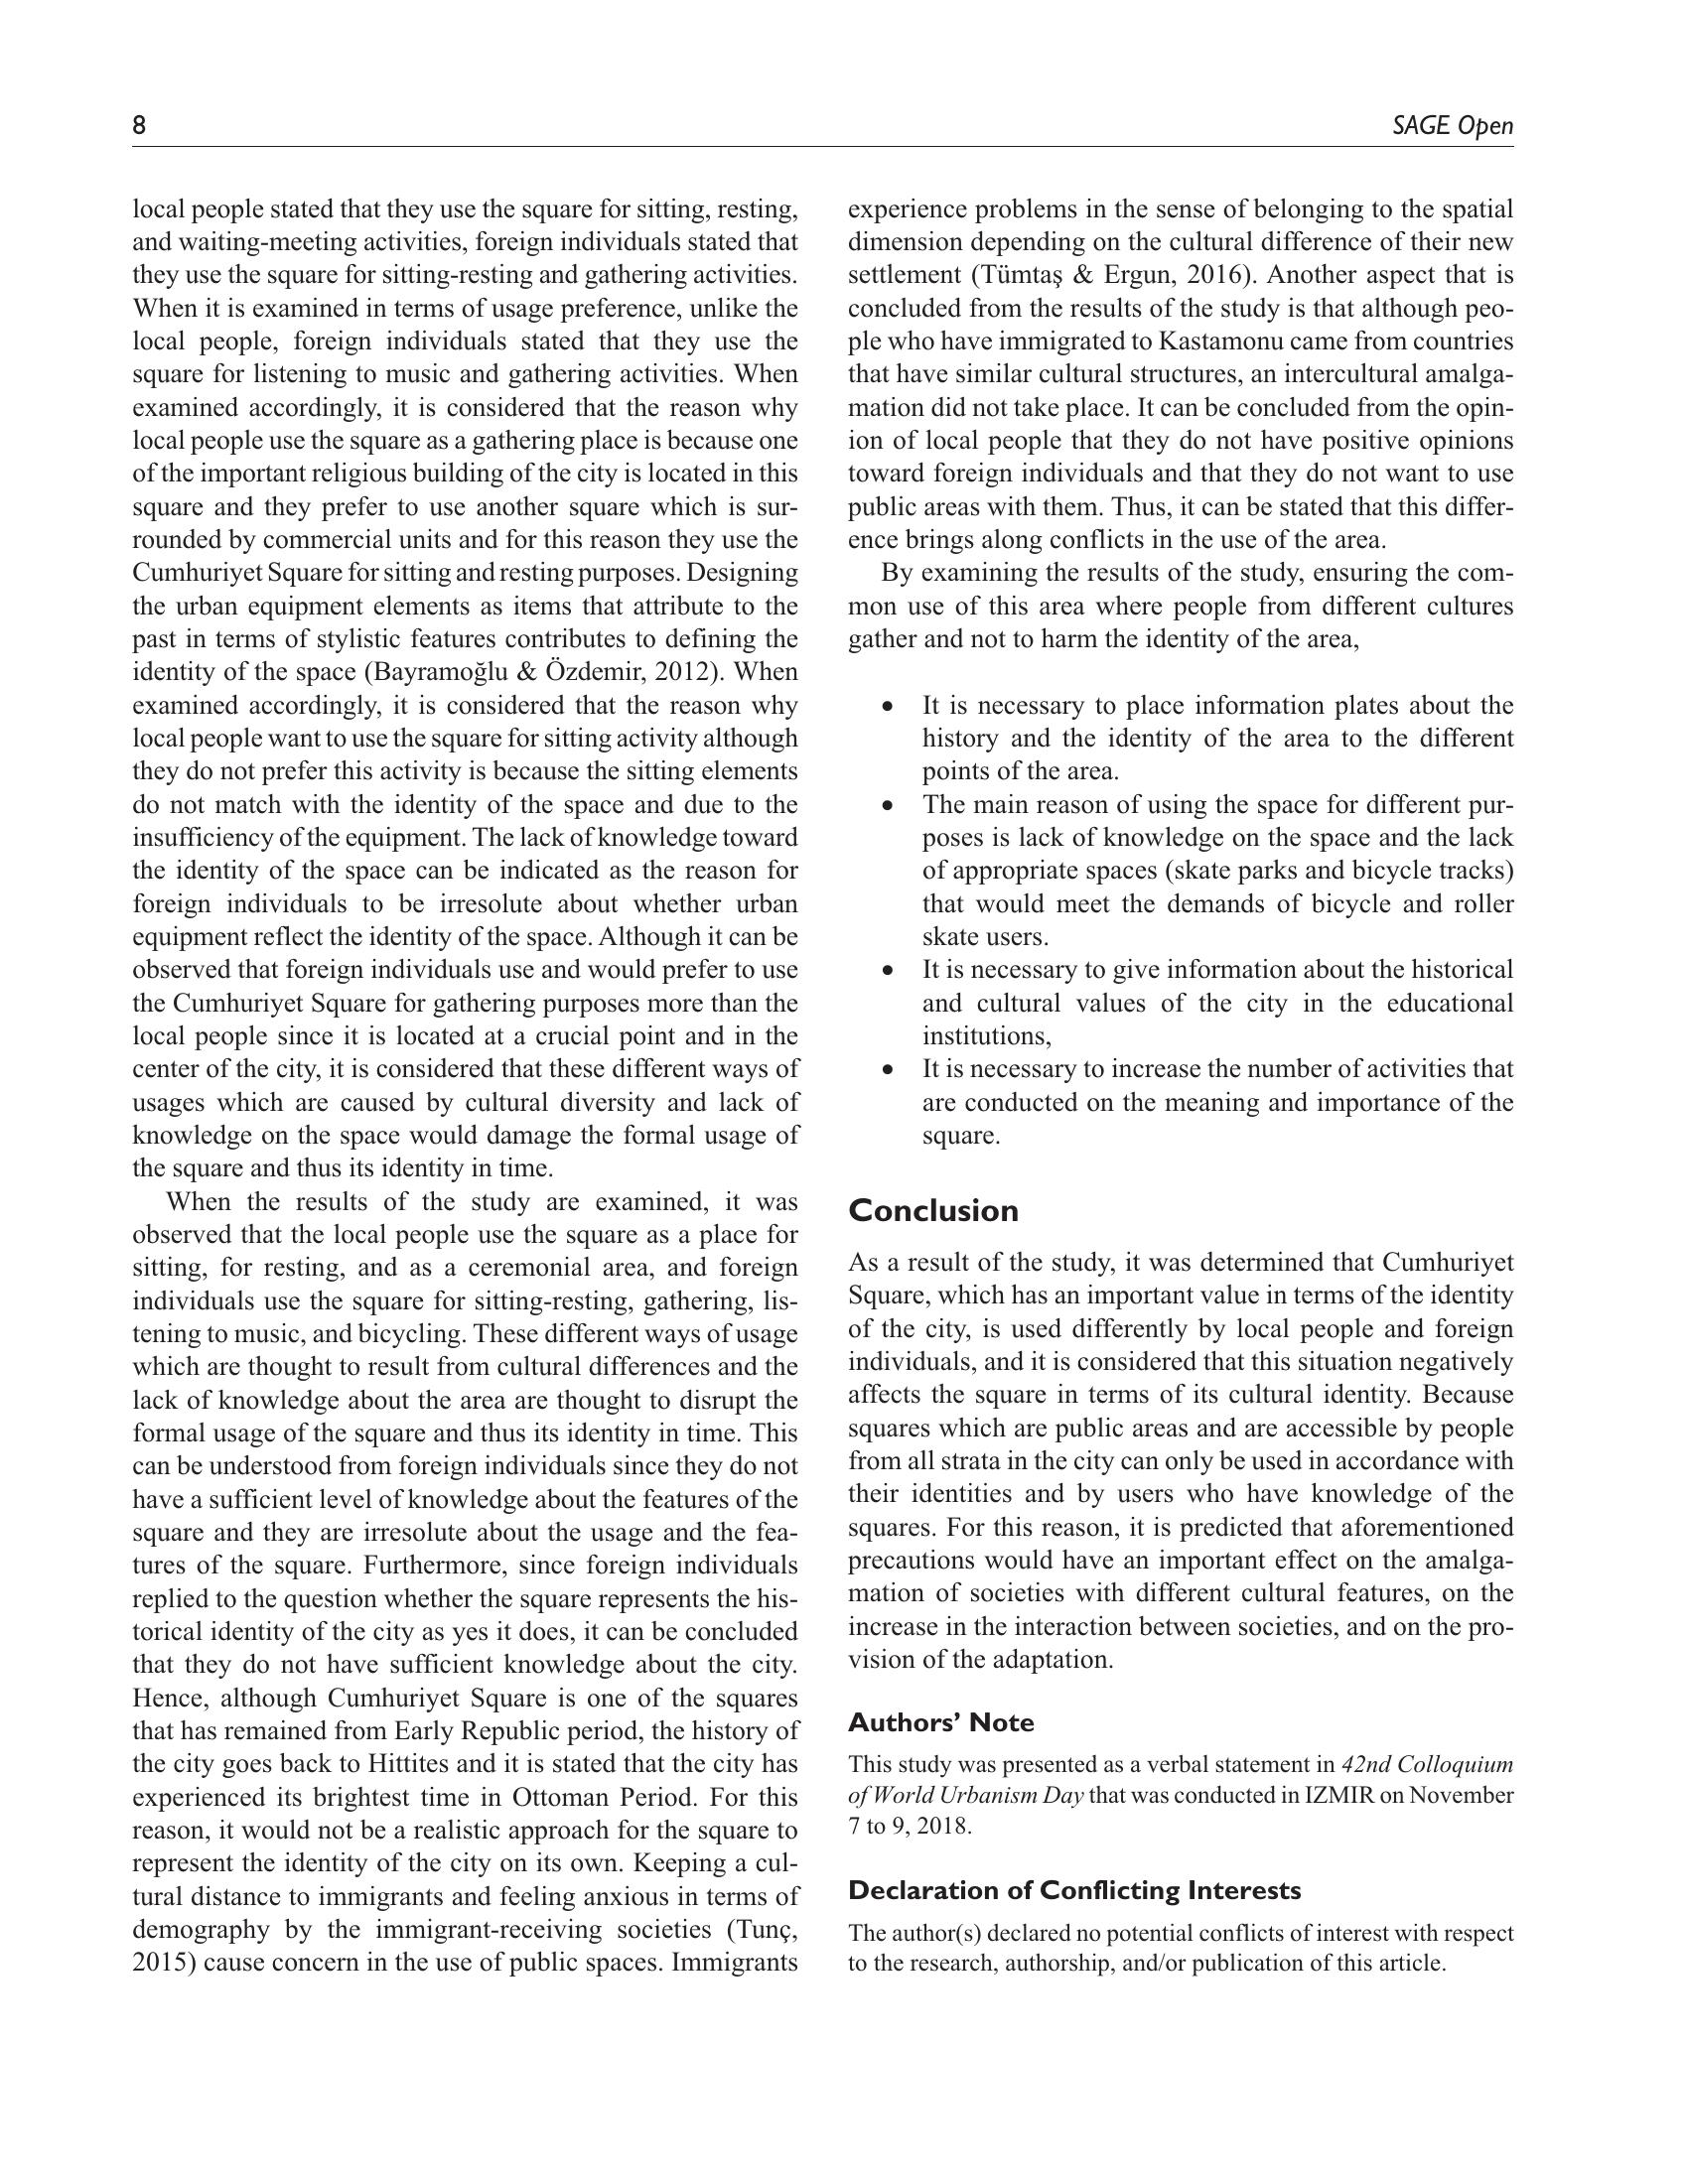 8
SAGE Open
local people stated that they use the square for sitting, resting,
and waiting-meeting activities, foreign individuals stated that
they use the square for sitting-resting and gathering activities.
When it is examined in terms of usage preference, unlike the
local people, foreign individuals stated that they use the
square for listening to music and gathering activities. When
examined accordingly, it is considered that the reason why
local people use the square as a gathering place is because one
of the important religious building of the city is located in this
square and they prefer to use another square which is sur-
rounded by commercial units and for this reason they use the
Cumhuriyet Square for sitting and resting purposes. Designing
the urban equipment elements as items that attribute to the
past in terms of stylistic features contributes to defining the
identity of the space (Bayramoğlu & Özdemir, 2012). When
examined accordingly, it is considered that the reason why
local people want to use the square for sitting activity although
they do not prefer this activity is because the sitting elements
do not match with the identity of the space and due to the
insufficiency of the equipment. The lack of knowledge toward
the identity of the space can be indicated as the reason for
foreign individuals to be irresolute about whether urban
equipment reflect the identity of the space. Although it can be
observed that foreign individuals use and would prefer to use
the Cumhuriyet Square for gathering purposes more than the
local people since it is located at a crucial point and in the
center of the city, it is considered that these different ways of
usages which are caused by cultural diversity and lack of
knowledge on the space would damage the formal usage of
the square and thus its identity in time.
When the results of the study are examined, it was
observed that the local people use the square as a place for
sitting, for resting, and as a ceremonial area, and foreign
individuals use the square for sitting-resting, gathering, lis-
tening to music, and bicycling. These different ways of usage
which are thought to result from cultural differences and the
lack of knowledge about the area are thought to disrupt the
formal usage of the square and thus its identity in time. This
can be understood from foreign individuals since they do not
have a sufficient level of knowledge about the features of the
square and they are irresolute about the usage and the fea-
tures of the square. Furthermore, since foreign individuals
replied to the question whether the square represents the his-
torical identity of the city as yes it does, it can be concluded
that they do not have sufficient knowledge about the city.
Hence, although Cumhuriyet Square is one of the squares
that has remained from Early Republic period, the history of
the city goes back to Hittites and it is stated that the city has
experienced its brightest time in Ottoman Period. For this
reason, it would not be a realistic approach for the square to
represent the identity of the city on its own. Keeping a cul-
tural distance to immigrants and feeling anxious in terms of
demography by the immigrant-receiving societies (Tunç,
2015) cause concern in the use of public spaces. Immigrants
experience problems in the sense of belonging to the spatial
dimension depending on the cultural difference of their new
settlement (Tümtaş & Ergun, 2016). Another aspect that is
concluded from the results of the study is that although peo-
ple who have immigrated to Kastamonu came from countries
that have similar cultural structures, an intercultural amalga-
mation did not take place. It can be concluded from the opin-
ion of local people that they do not have positive opinions
toward foreign individuals and that they do not want to use
public areas with them. Thus, it can be stated that this differ-
ence brings along conflicts in the use of the area.
By examining the results of the study, ensuring the com-
mon use of this area where people from different cultures
gather and not to harm the identity of the area,
• It is necessary to place information plates about the
history and the identity of the area to the different
points of the area.
• The main reason of using the space for different pur-
poses is lack of knowledge on the space and the lack
of appropriate spaces (skate parks and bicycle tracks)
that would meet the demands of bicycle and roller
skate users.
• It is necessary to give information about the historical
and cultural values of the city in the educational
institutions,
• It is necessary to increase the number of activities that
are conducted on the meaning and importance of the
square.
Conclusion
As a result of the study, it was determined that Cumhuriyet
Square, which has an important value in terms of the identity
of the city, is used differently by local people and foreign
individuals, and it is considered that this situation negatively
affects the square in terms of its cultural identity. Because
squares which are public areas and are accessible by people
from all strata in the city can only be used in accordance with
their identities and by users who have knowledge of the
squares. For this reason, it is predicted that aforementioned
precautions would have an important effect on the amalga-
mation of societies with different cultural features, on the
increase in the interaction between societies, and on the pro-
vision of the adaptation.
Authors’ Note
This study was presented as a verbal statement in 42nd Colloquium
of World Urbanism Day that was conducted in IZMIR on November
7 to 9, 2018.
Declaration of Conflicting Interests
The author(s) declared no potential conflicts of interest with respect
to the research, authorship, and/or publication of this article.